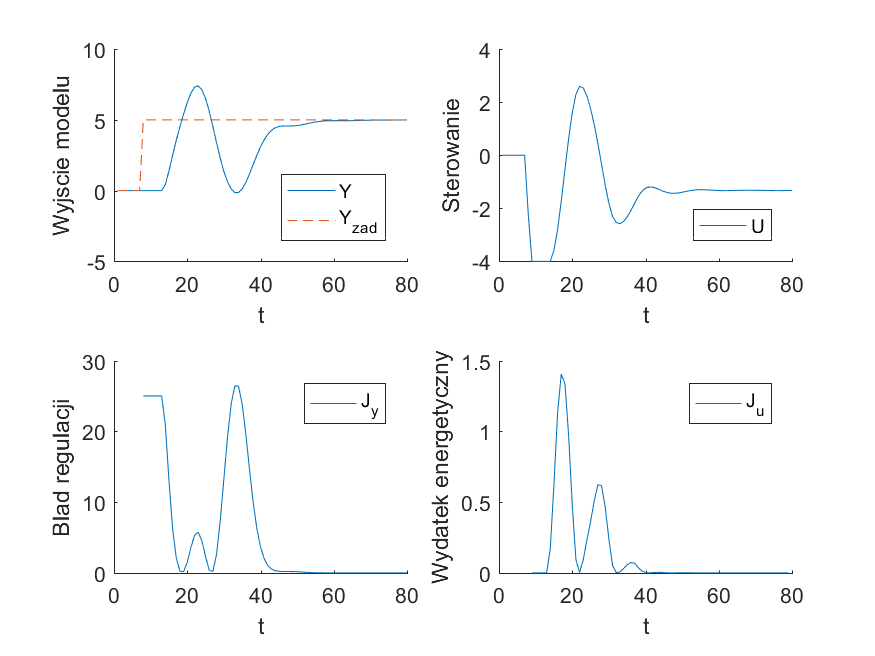 Wyjscie modelu
10
5
0
-5
0
20
40
60
80
t
Y
Y_zad
Sterowanie
4
2
0
-2
-4
0
20
40
60
80
t
U
Blad regulacji
30
20
10
0
0
20
40
60
80
t
J_y
Wydatek energetyczny
1.5
1
0.5
0
0
20
40
60
80
t
J_u